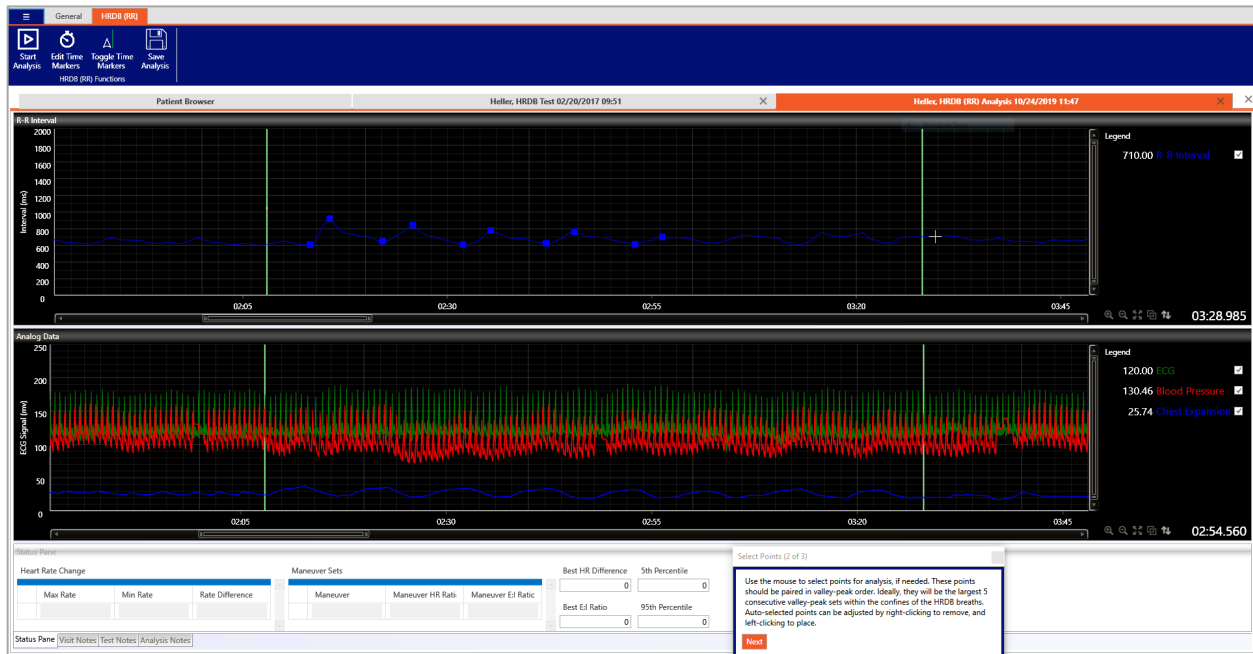 General HRDB (RR)
Start Analysis
Edit Time Markers
Toggle Time Markers
Save Analysis
HRDB (RR) Functions
Patient Browser
Heller, HRDB Test 02/20/2017 09:51
Heller, HRDB (RR) Analysis 10/24/2019 11:47
R-R Interval
2000
1800
1600
1400
1200
1000
800
600
400
200
0
Interval (ms)
02:05 02:30 02:55 03:20 03:45
Legend
710.00 R-R Interval
03:28.985
Analog Data
250
200
150
100
50
0
ECG Signal (mv)
02:05 02:30 02:55 03:20 03:45
Legend
120.00 ECG
130.46 Blood Pressure
25.74 Chest Expansion
02:54.560
Status Pane
Heart Rate Change
Max Rate Min Rate Rate Difference
Maneuver Sets
Maneuver Maneuver HR Ratio Maneuver E:I Ratio
Best HR Difference 5th Percentile
0 0
Best E:I Ratio 95th Percentile
0 0
Select Points (2 of 3)
Use the mouse to select points for analysis, if needed. These points
should be paired in valley-peak order. Ideally, they will be the largest 5
consecutive valley-peak sets within the confines of the HRDB breaths.
Auto-selected points can be adjusted by right-clicking to remove, and
left-clicking to place.
Next
Status Pane Visit Notes Test Notes Analysis Notes